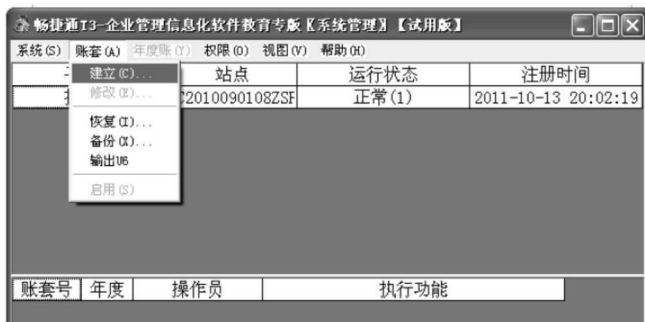 畅捷通T3-企业管理信息化软件教育专版〖系统管理〗【试用版】
系统(S) 账套(A) 年度账(Y) 权限(O) 视图(V) 帮助(H)
站点 运行状态 注册时间
C2010090108ZSF 正常(1) 2011-10-13 20:02:19
建立(C)...
修改(E)...
恢复(I)...
备份(X)...
输出U6
启用(S)
账套号 年度 操作员 执行功能